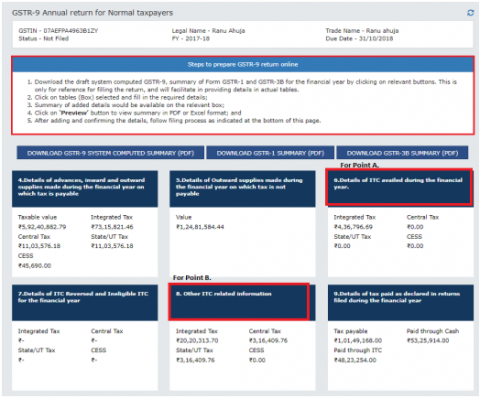 GSTR-9 Annual return for Normal taxpayers
GSTIN - 07AEFPA4963B1ZY Legal Name - Ranu Ahuja Trade Name - Ranu ahuja
Status - Not Filed FY - 2017-18 Due Date - 31/10/2018
Steps to prepare GSTR-9 return online
1. Download the draft system computed GSTR-9, summary of Form GSTR-1 and GSTR-3B for the financial year by clicking on relevant buttons. This is
only for reference for filling the return, and will facilitate in providing details in actual tables.
2. Click on tables (Box) selected and fill in the required details;
3. Summary of added details would be available on the relevant box;
4. Click on 'Preview' button to view summary in PDF or Excel format; and
5. After adding and confirming the details, follow filing process as indicated at the bottom of this page.
DOWNLOAD GSTR-9 SYSTEM COMPUTED SUMMARY (PDF) DOWNLOAD GSTR-1 SUMMARY (PDF) DOWNLOAD GSTR-3B SUMMARY (PDF)
For Point A.
4.Details of advances, inward and outward
supplies made during the financial year on
which tax is payable
Taxable value Integrated Tax
₹5,92,40,882.79 ₹73,15,821.46
Central Tax State/UT Tax
₹11,03,576.18 ₹11,03,576.18
CESS
₹45,690.00
5.Details of Outward supplies made during
the financial year on which tax is not
payable
Value
₹1,24,81,584.44
6.Details of ITC availed during the financial
year.
Integrated Tax Central Tax
₹4,36,796.69 ₹0.00
State/UT Tax CESS
₹0.00 ₹0.00
For Point B.
7.Details of ITC Reversed and Ineligible ITC
for the financial year
Integrated Tax Central Tax
₹- ₹-
State/UT Tax CESS
₹- ₹-
8. Other ITC related information
Integrated Tax Central Tax
₹20,20,313.70 ₹3,16,409.76
State/UT Tax CESS
₹3,16,409.76 ₹0.00
9.Details of tax paid as declared in returns
filed during the financial year
Tax payable Paid through Cash
₹1,01,49,168.00 ₹53,25,914.00
Paid through ITC
₹48,23,254.00